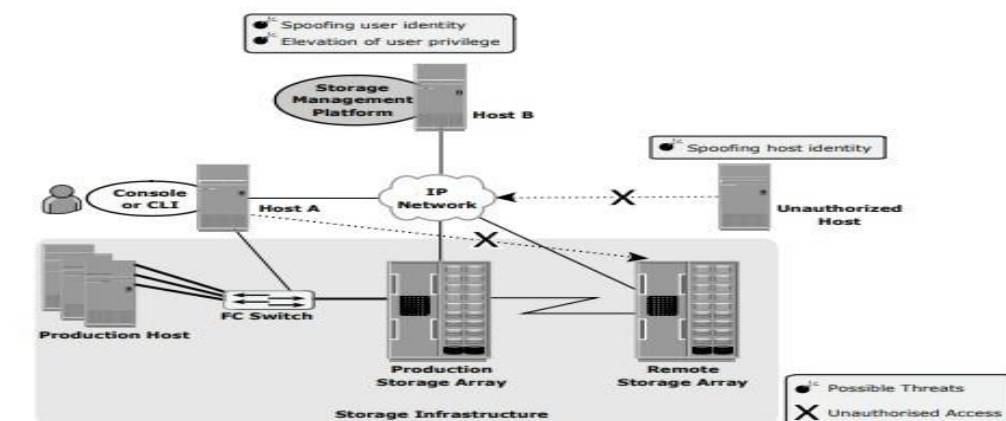 Spoofing user identity
Elevation of user privilege
Storage
Management
Platform
B
Host B
Spoofing host identity
Console
or CLI
Host A
IP
Network
Unauthorized
Host
Production Host
FC Switch
Production
Storage Array
Remote
Storage Array
Storage Infrastructure
Possible Threats
Unauthorised Access